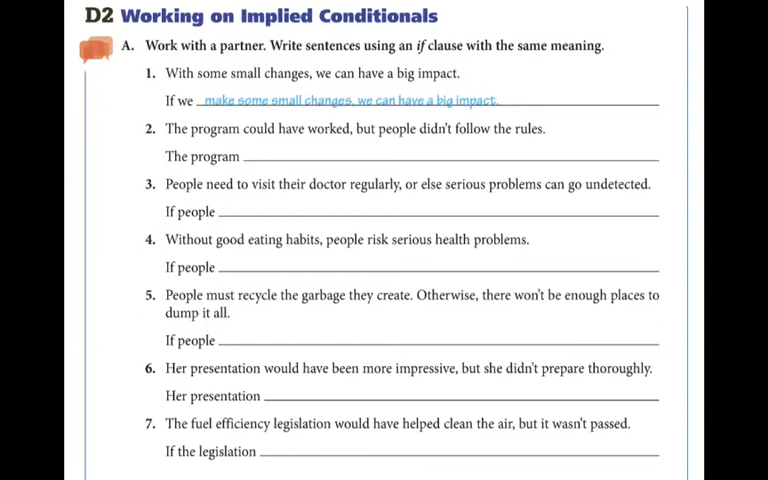 D2 Working on Implied Conditionals
A. Work with a partner. Write sentences using an if clause with the same meaning.
1. With some small changes, we can have a big impact.
If we make some small changes, we can have a big impact.
2. The program could have worked, but people didn't follow the rules.
The program
3. People need to visit their doctor regularly, or else serious problems can go undetected.
If people
4. Without good eating habits, people risk serious health problems.
If people
5. People must recycle the garbage they create. Otherwise, there won't be enough places to
dump it all.
If people
6. Her presentation would have been more impressive, but she didn't prepare thoroughly.
Her presentation
7. The fuel efficiency legislation would have helped clean the air, but it wasn't passed.
If the legislation